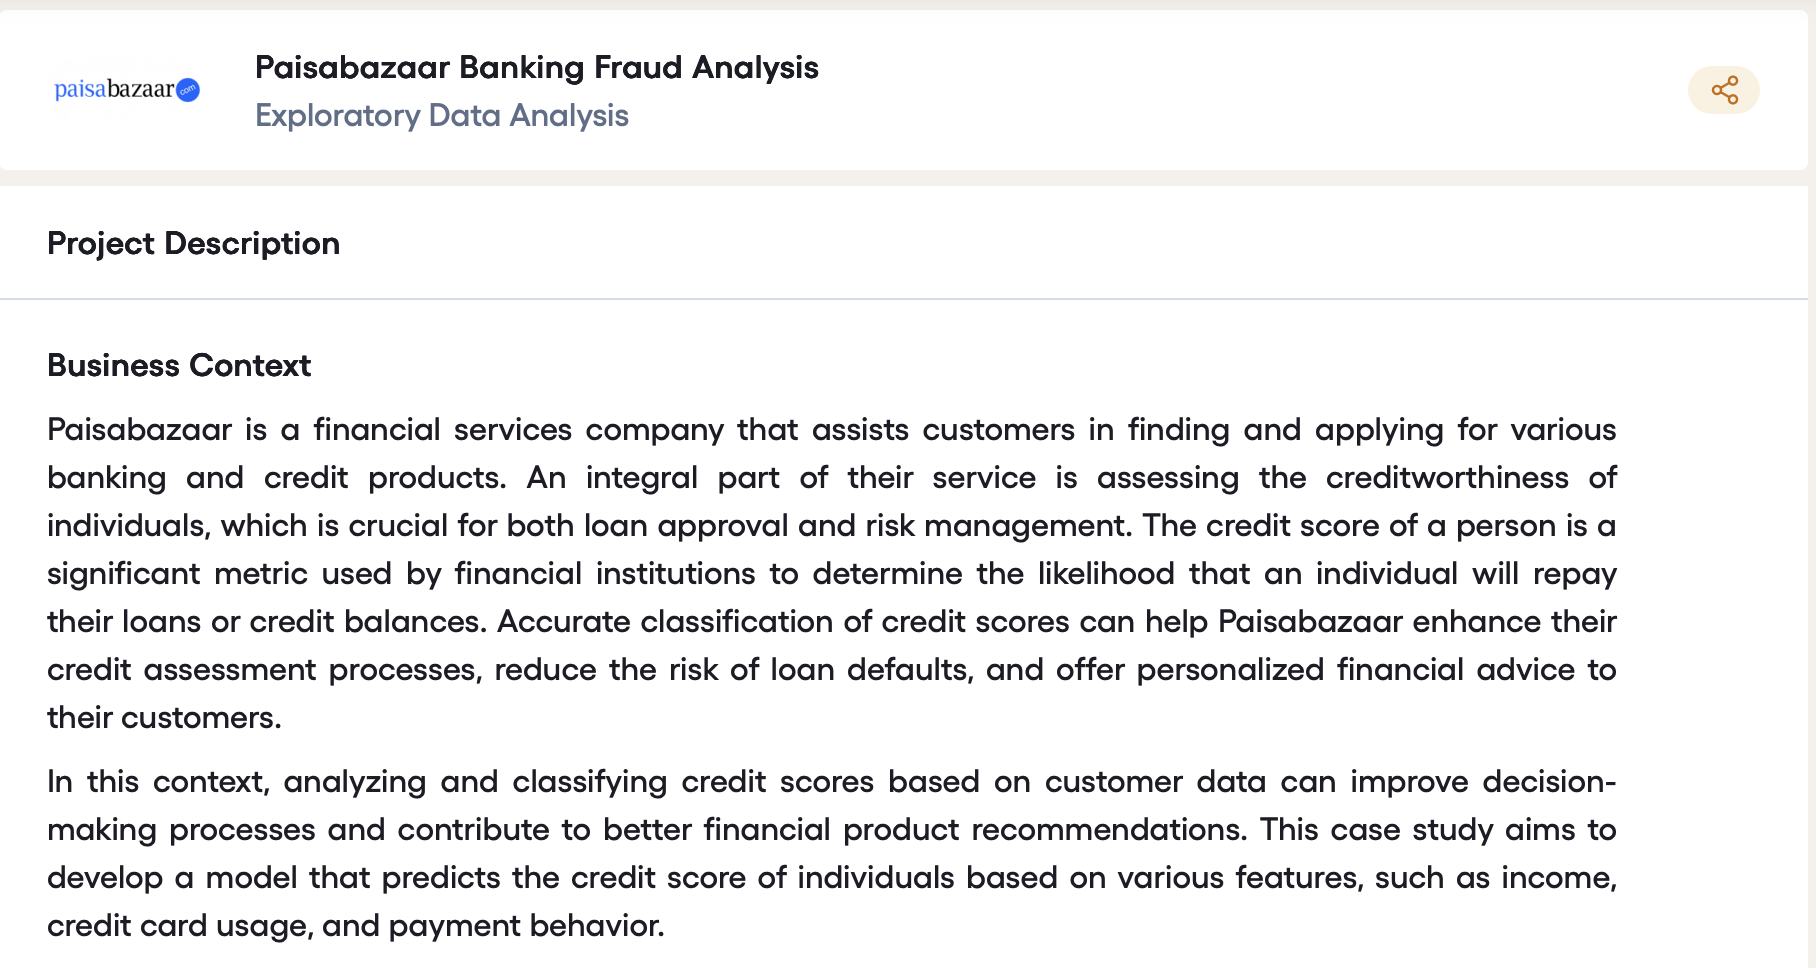 paisabazaar.com
Paisabazaar Banking Fraud Analysis
Exploratory Data Analysis
Project Description
Business Context
Paisabazaar is a financial services company that assists customers in finding and applying for various
banking and credit products. An integral part of their service is assessing the creditworthiness of
individuals, which is crucial for both loan approval and risk management. The credit score of a person is a
significant metric used by financial institutions to determine the likelihood that an individual will repay
their loans or credit balances. Accurate classification of credit scores can help Paisabazaar enhance their
credit assessment processes, reduce the risk of loan defaults, and offer personalized financial advice to
their customers.
In this context, analyzing and classifying credit scores based on customer data can improve decision-
making processes and contribute to better financial product recommendations. This case study aims to
develop a model that predicts the credit score of individuals based on various features, such as income,
credit card usage, and payment behavior.